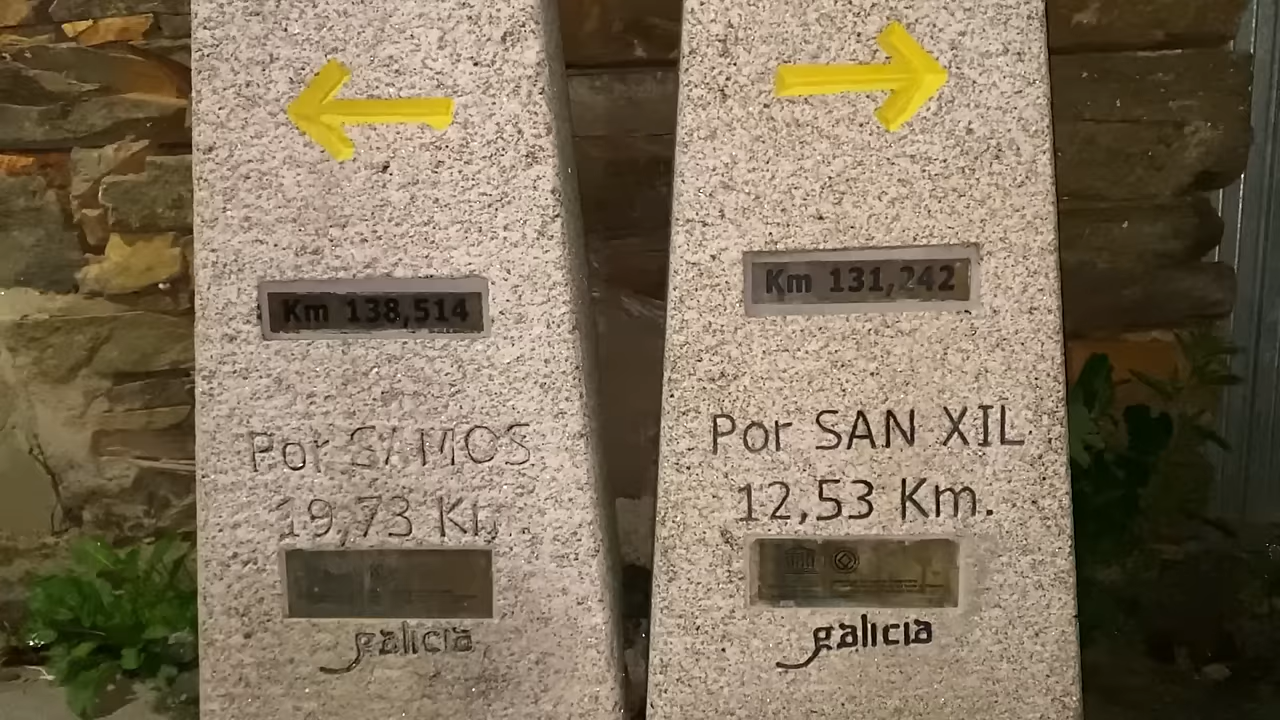 Km 138,514
Por SAMOS
19,73 Km.
galicia
Km 131,242
Por SAN XIL
12,53 Km.
galicia